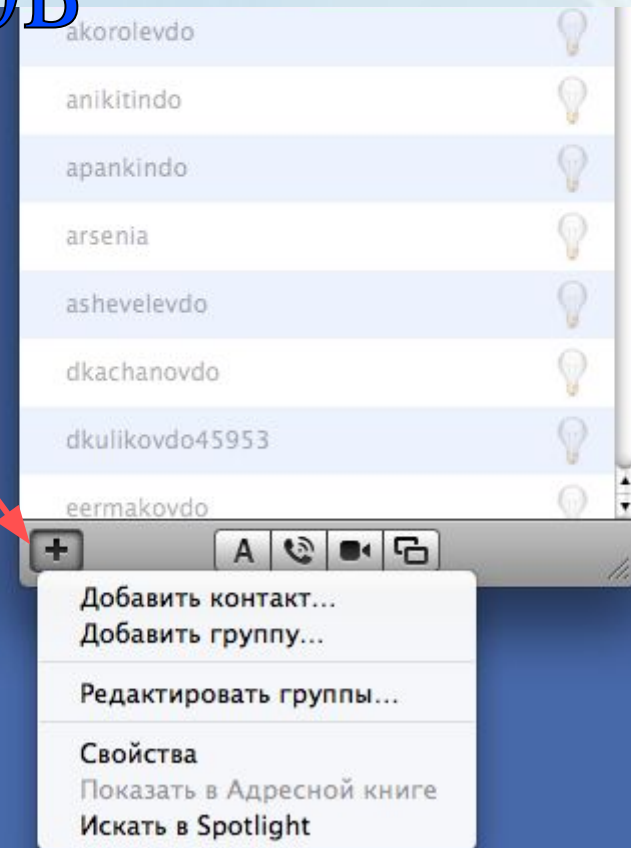 ов
akorolevdo
anikitindo
apankindo
arsenia
ashevelevdo
dkachanovdo
dkulikovdo45953
eermakovdo
A
Добавить контакт...
Добавить группу...
Редактировать группы...
Свойства
Показать в Адресной книге
Искать в Spotlight